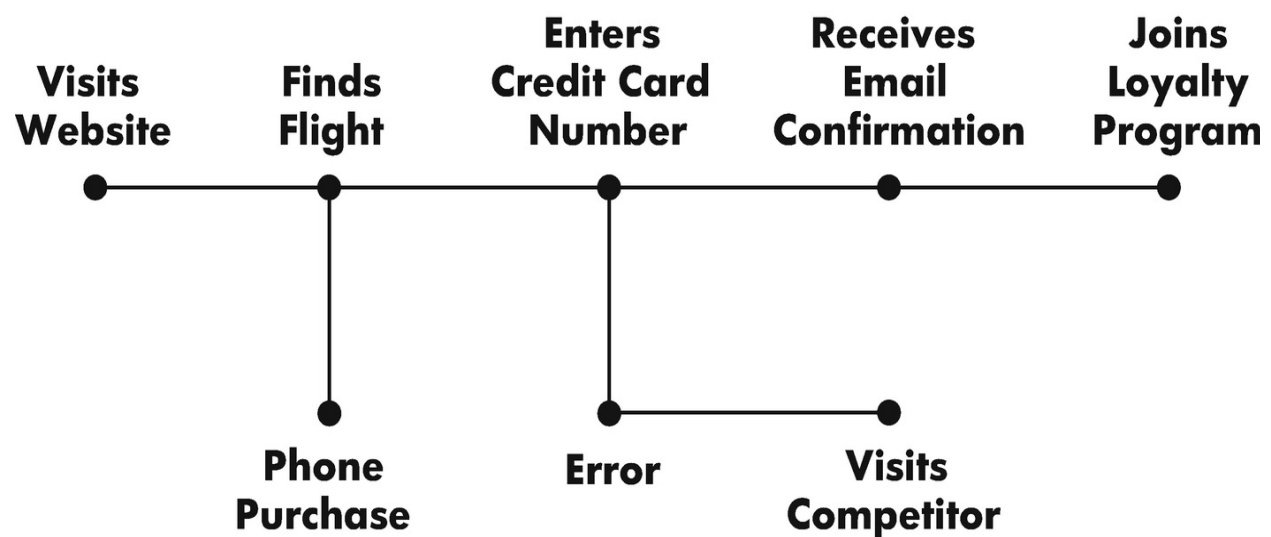 Visits
Website
Finds
Flight
Enters
Credit Card
Number
Receives
Email
Confirmation
Joins
Loyalty
Program
Phone
Purchase
Error
Visits
Competitor